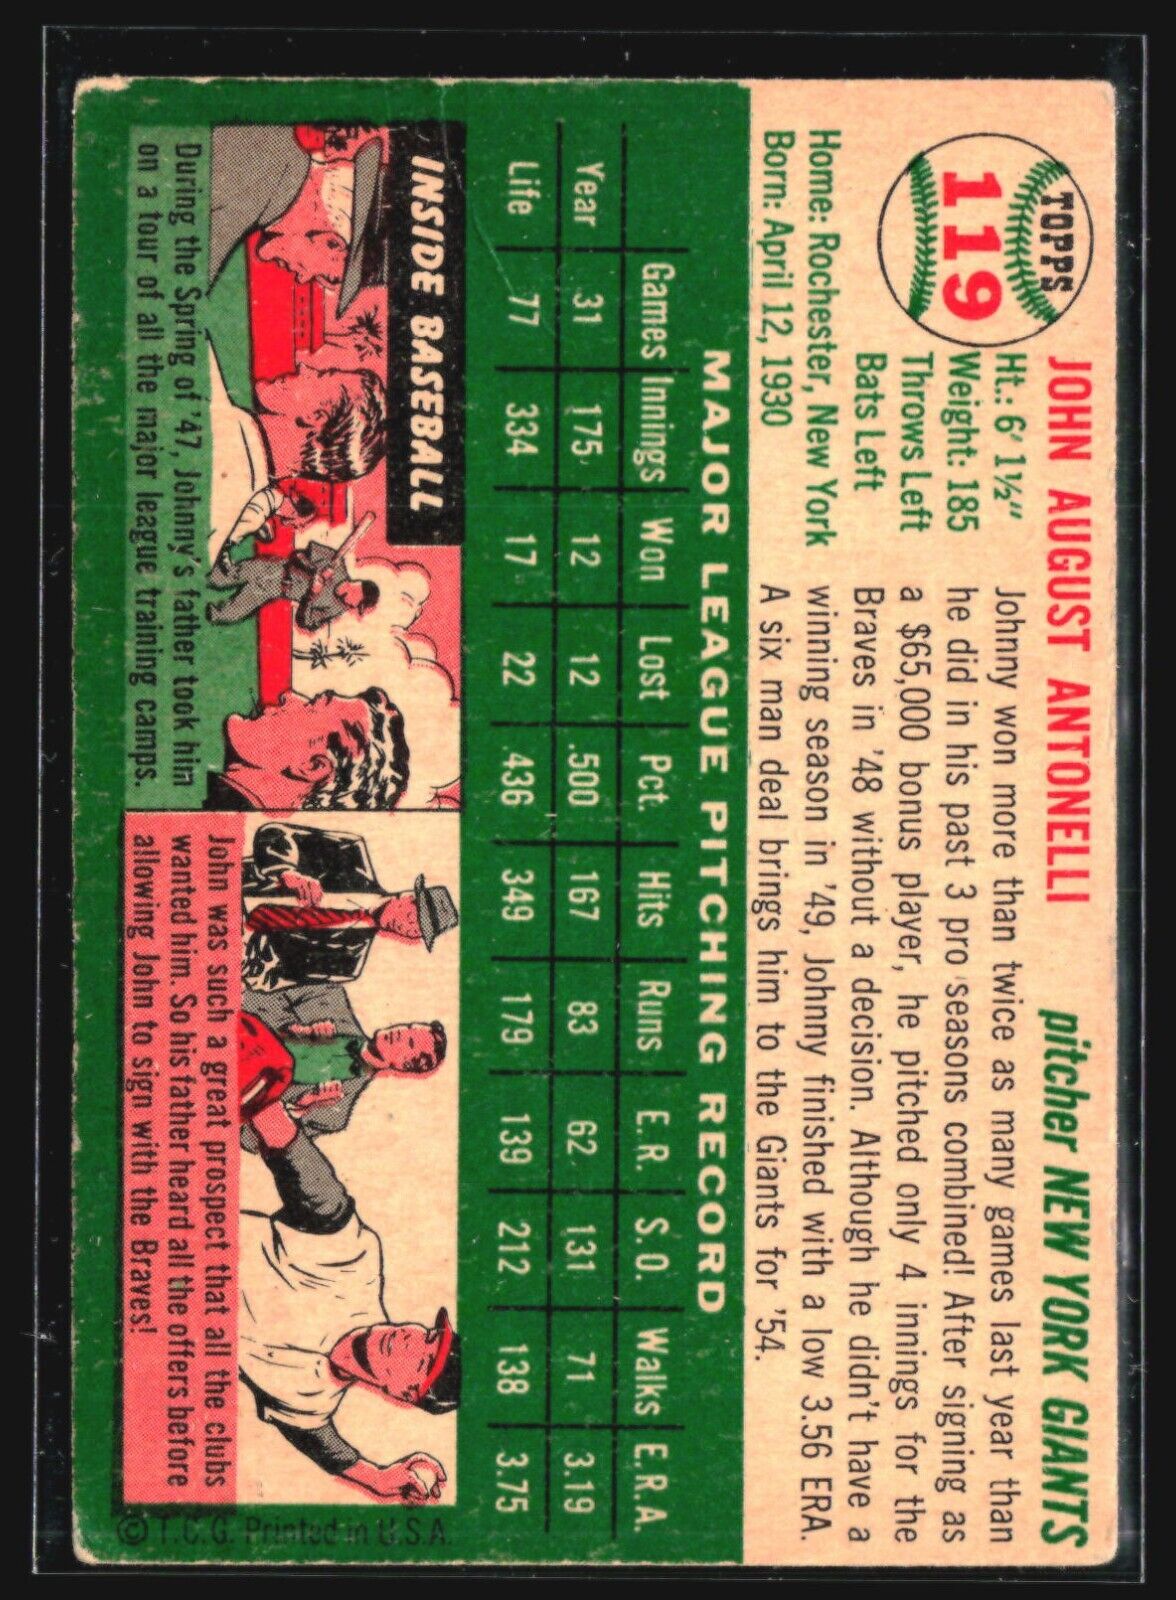 TOPPS
119
JOHN AUGUST ANTONELLI
pitcher NEW YORK GIANTS
Ht.: 6' 1½"
Weight: 185
Throws Left
Bats Left
Home: Rochester, New York
Born: April 12, 1930
Johnny won more than twice as many games last year than
he did in his past 3 pro seasons combined! After signing as
a $65,000 bonus player, he pitched only 4 innings for the
Braves in '48 without a decision. Although he didn't have a
winning season in '49, Johnny finished with a low 3.56 ERA.
A six man deal brings him to the Giants for '54.
MAJOR LEAGUE PITCHING RECORD
Games Innings Won Lost Pct. Hits Runs E.R. S.O. Walks E.R.A.
Year 31 175 12 12 .500 167 83 62 131 71 3.19
Life 77 334 17 22 .436 349 179 139 212 138 3.75
INSIDE BASEBALL
During the Spring of '47, Johnny's father took him
on a tour of all the major league training camps.
John was such a great prospect that all the clubs
wanted him. So his father heard all the offers before
allowing John to sign with the Braves!
© T.C.G. Printed in U.S.A.